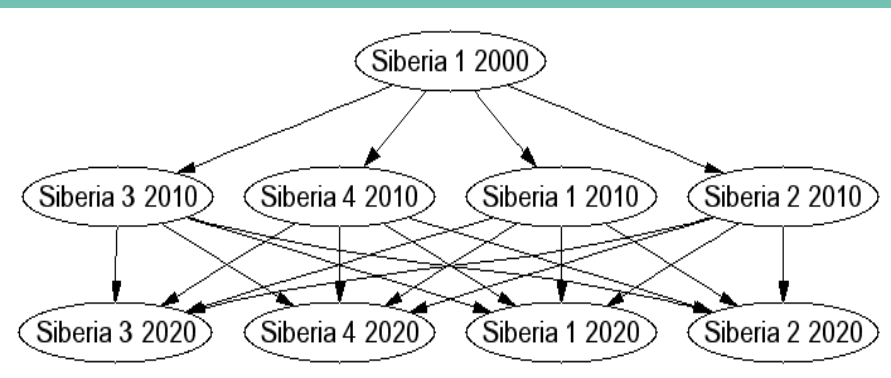 Siberia 1 2000
Siberia 3 2010
Siberia 4 2010
Siberia 1 2010
Siberia 2 2010
Siberia 3 2020
Siberia 4 2020
Siberia 1 2020
Siberia 2 2020